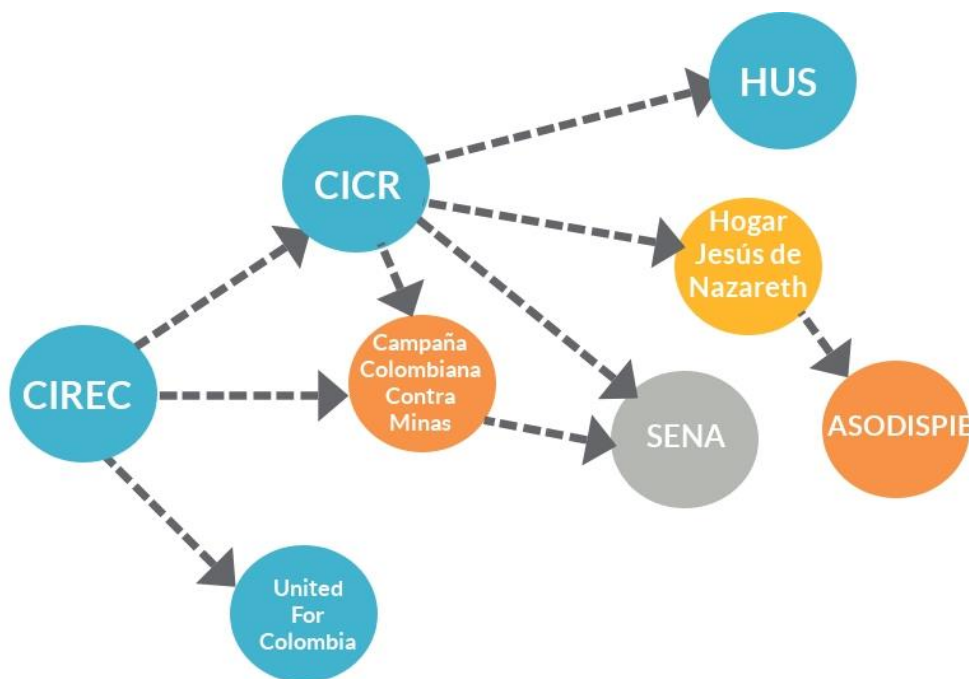 HUS
CICR
Hogar
Jesús de
Nazareth
Campaña
Colombiana
Contra
Minas
CIREC
SENA
ASODISPIE
United
For
Colombia